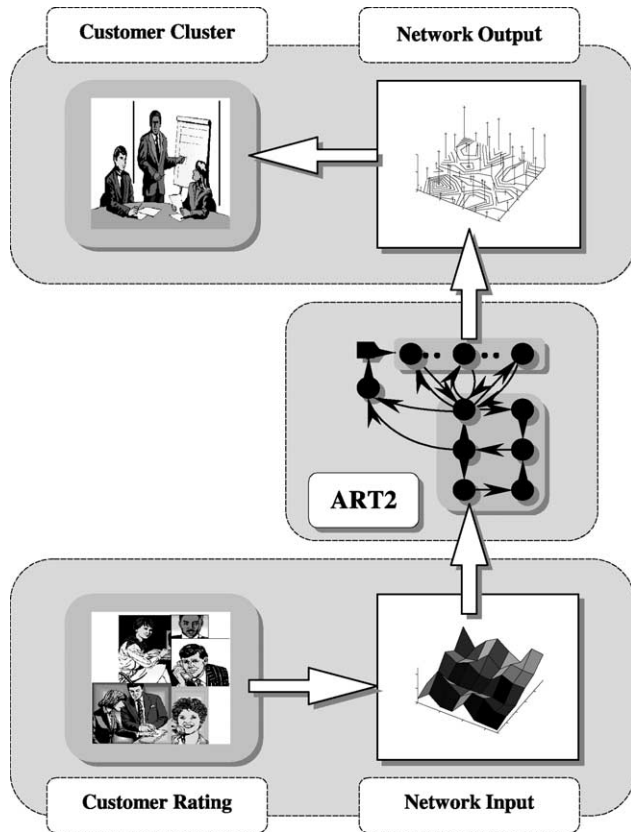 Customer Cluster
Network Output
ART2
Customer Rating
Network Input